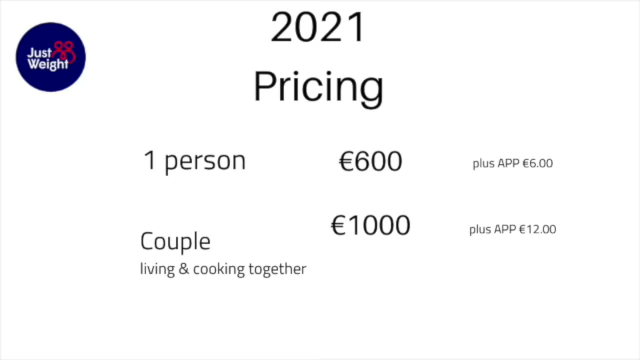 2021
Pricing
Just
Weight
1 person €600 plus APP €6.00
Couple €1000 plus APP €12.00
living & cooking together